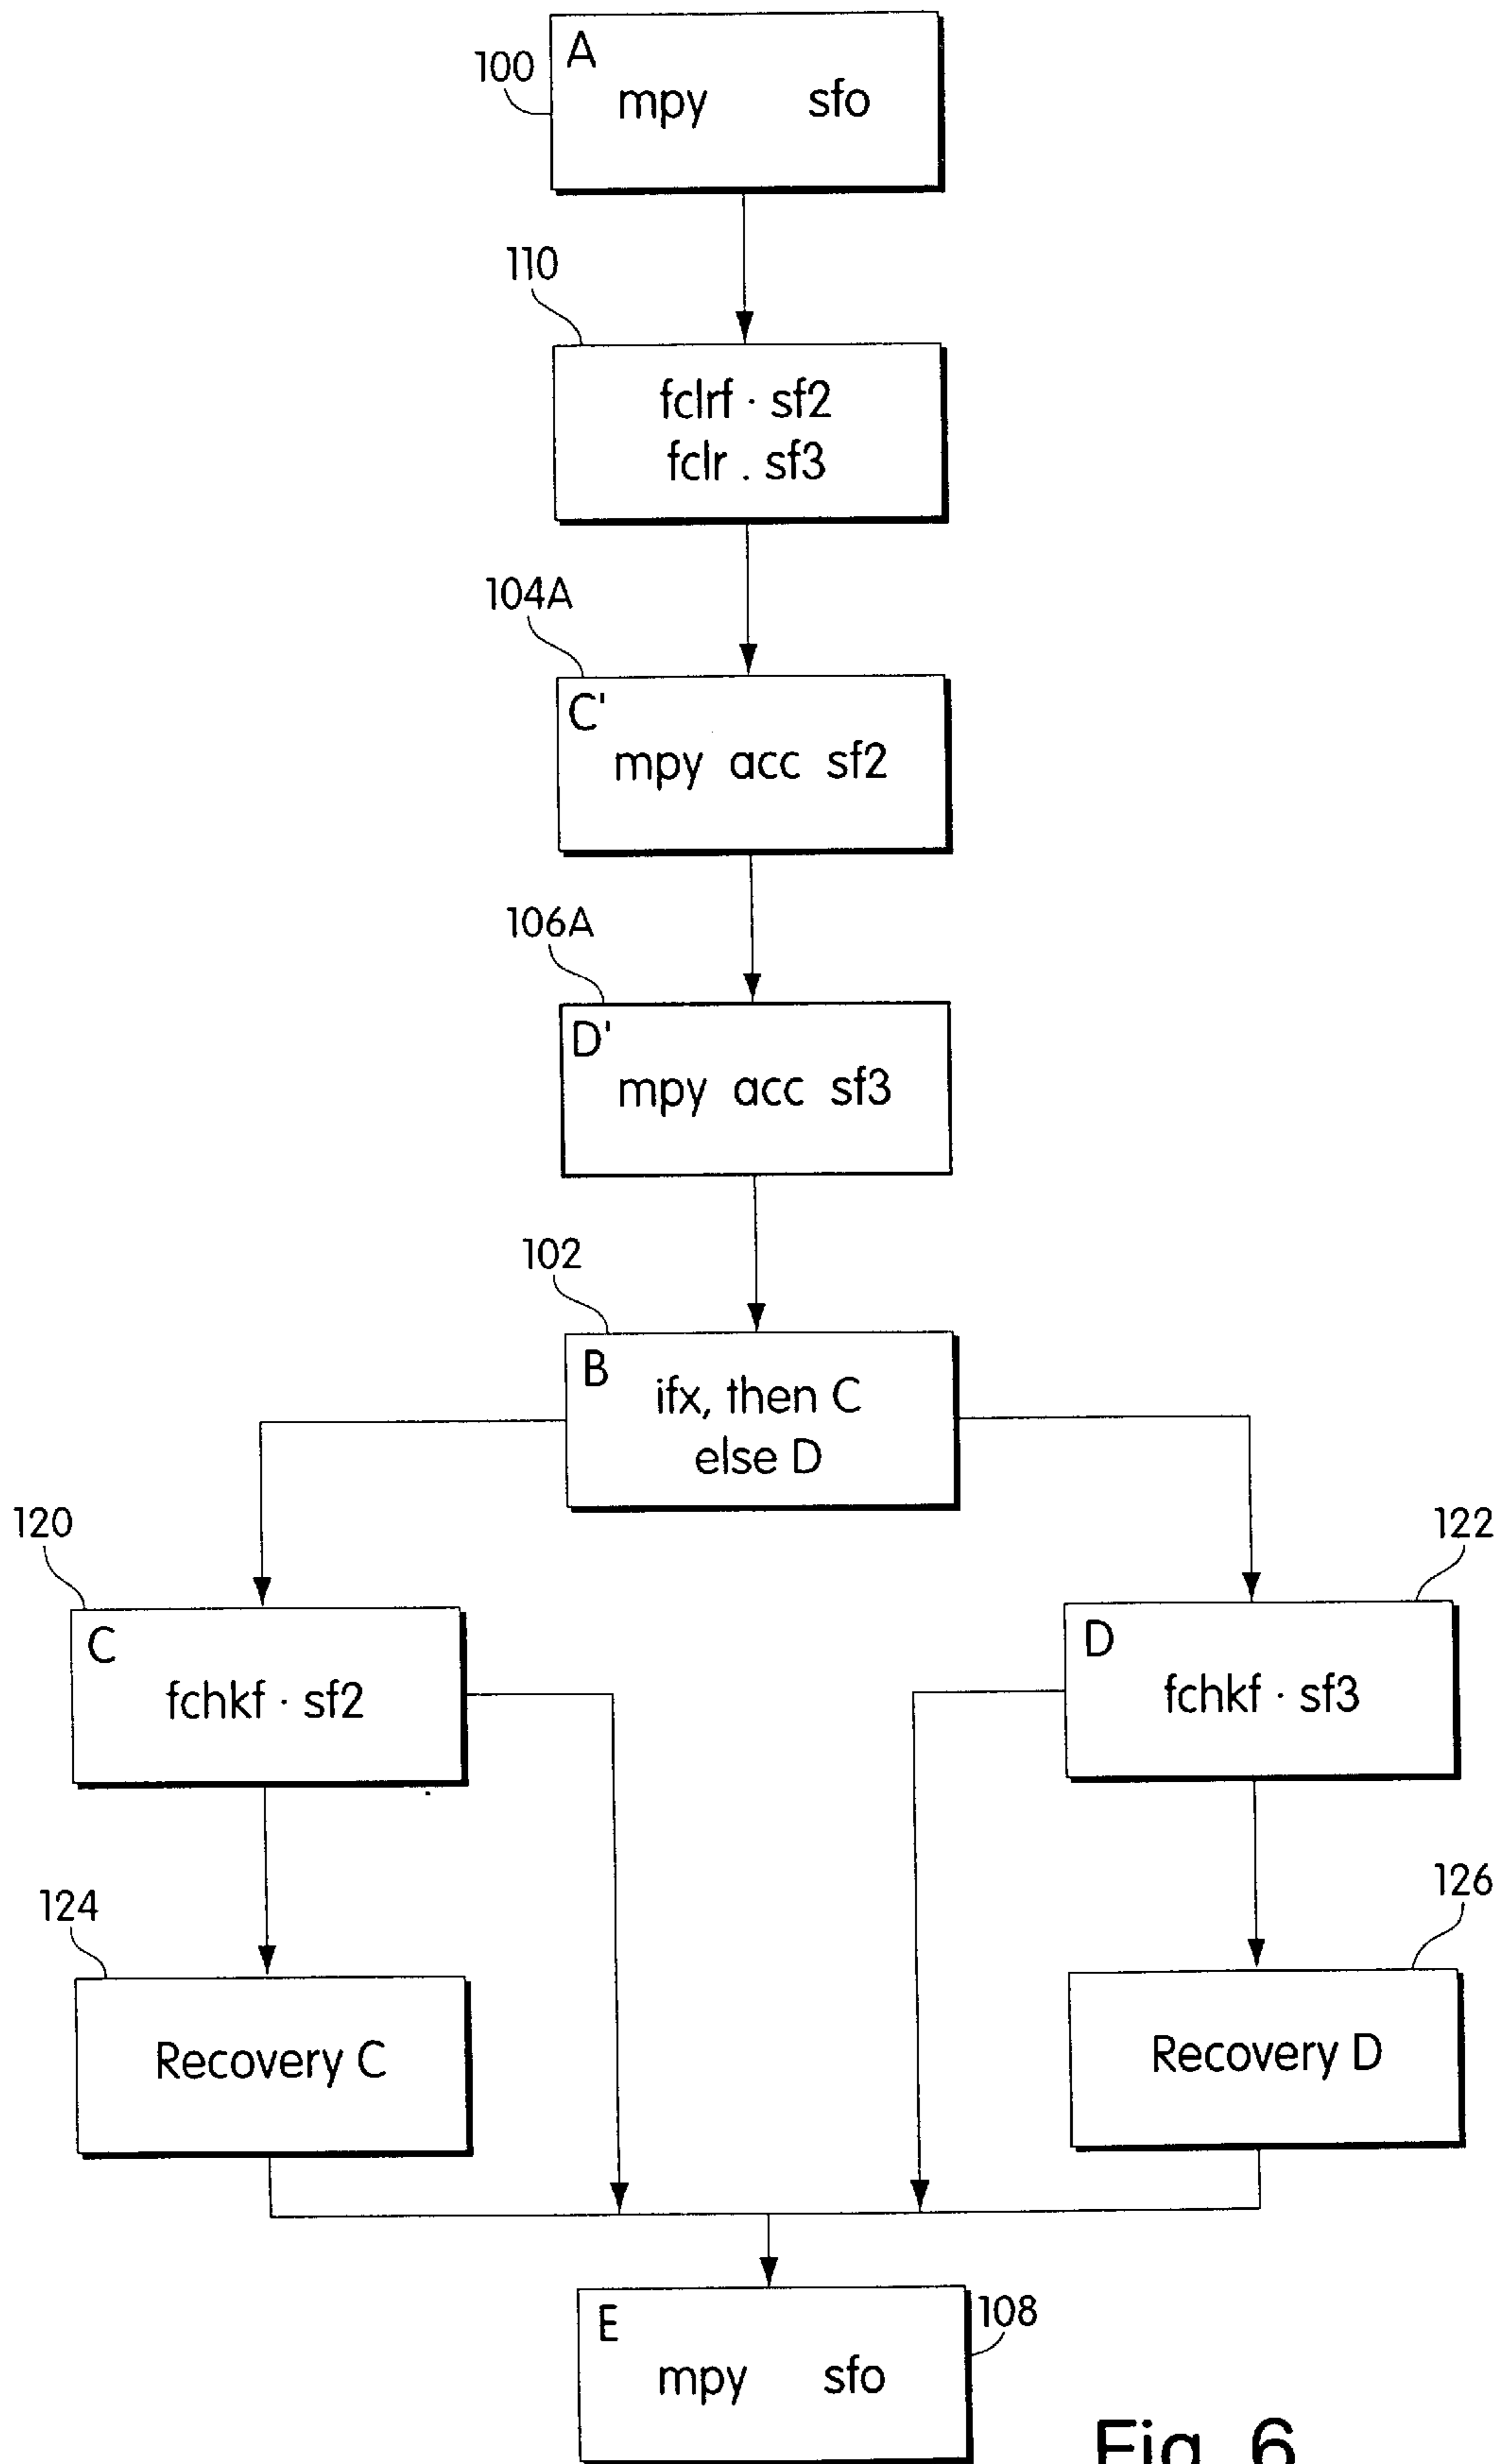 A
100
mpy sfo
110
fclrf · sf2
fclr . sf3
104A
C'
mpy acc sf2
106A
D'
mpy acc sf3
102
B
ifx, then C
else D
120
122
C
fchkf · sf2
D
fchkf · sf3
124
126
Recovery C
Recovery D
E
108
mpy sfo
Fig. 6